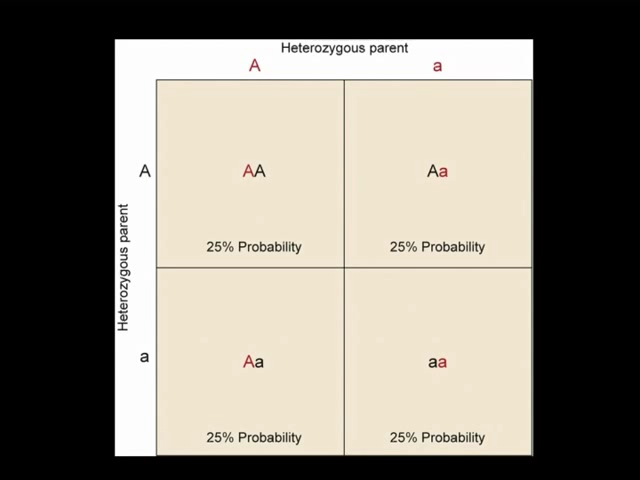 Heterozygous parent
A a
A AA Aa
25% Probability 25% Probability
Heterozygous parent
a Aa aa
25% Probability 25% Probability